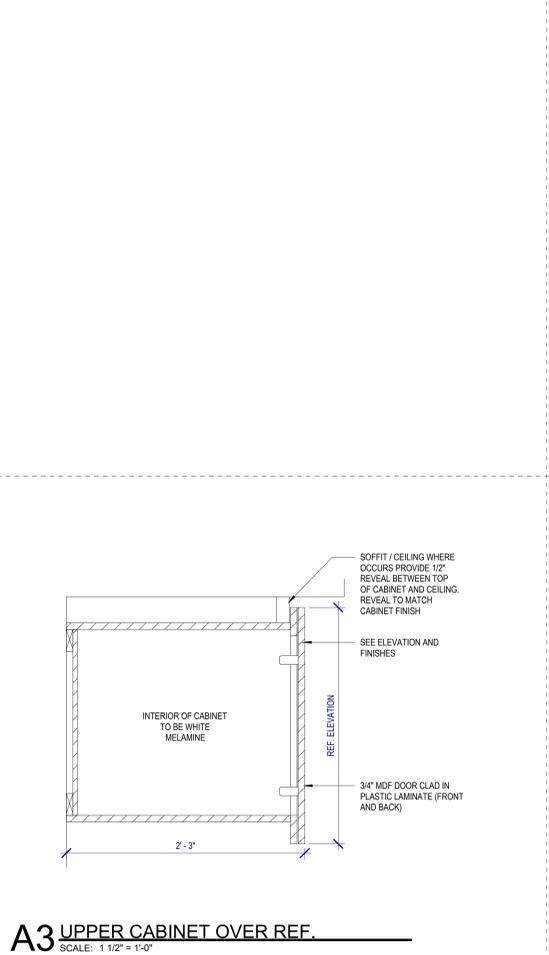 SOFFIT / CEILING WHERE
OCCURS PROVIDE 1/2"
REVEAL BETWEEN TOP
OF CABINET AND CEILING.
REVEAL TO MATCH
CABINET FINISH
SEE ELEVATION AND
FINISHES
INTERIOR OF CABINET
TO BE WHITE
MELAMINE
REF. ELEVATION
3/4" MDF DOOR CLAD IN
PLASTIC LAMINATE (FRONT
AND BACK)
2' - 3"
A3 UPPER CABINET OVER REF.
SCALE: 1 1/2" = 1'-0"